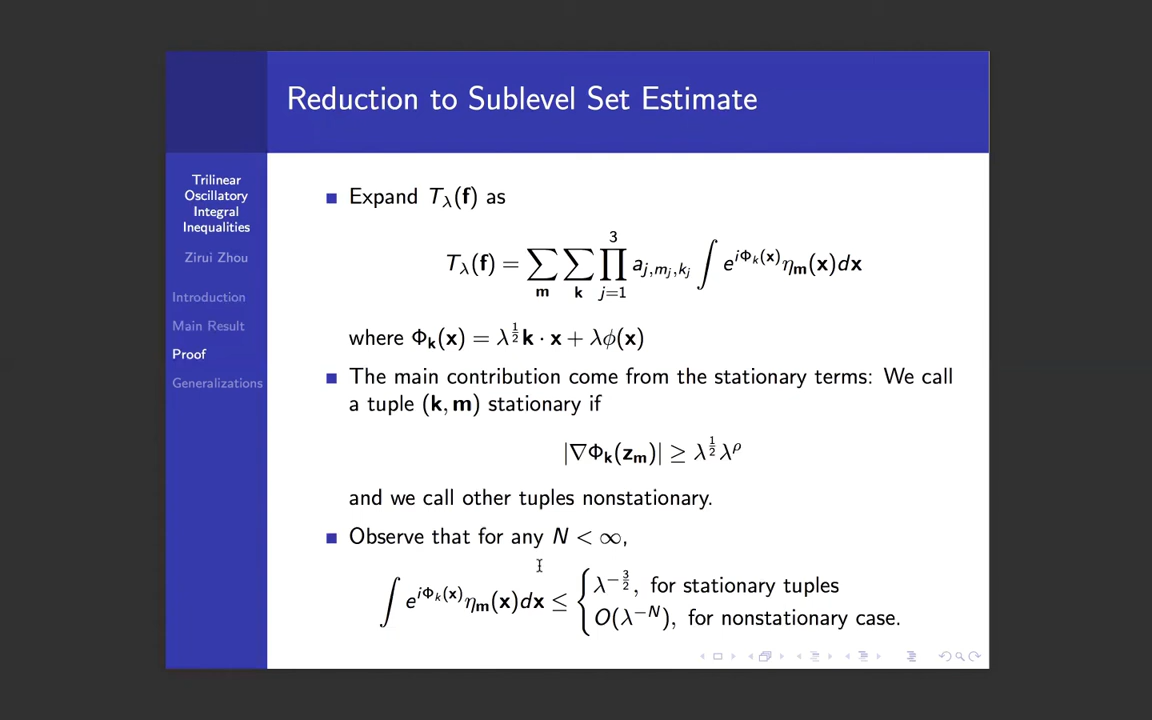 Reduction to Sublevel Set Estimate
Trilinear
Oscillatory
Integral
Inequalities
Zirui Zhou
Introduction
Main Result
Proof
Generalizations
Expand T_λ(𝐟) as
T_λ(𝐟) = ∑_𝐦 ∑_𝐤 ∏_{j=1}^{3} a_{j,m_j,k_j} ∫ e^{iΦ_k(𝐱)} η_𝐦(𝐱)d𝐱
where Φ_𝐤(𝐱) = λ^{1/2} 𝐤 · 𝐱 + λϕ(𝐱)
The main contribution come from the stationary terms: We call
a tuple (𝐤, 𝐦) stationary if
|∇Φ_𝐤(𝐳_𝐦)| ≥ λ^{1/2} λ^ρ
and we call other tuples nonstationary.
Observe that for any N < ∞,
∫ e^{iΦ_k(𝐱)} η_𝐦(𝐱)d𝐱 ≤ { λ^{-3/2}, for stationary tuples
O(λ^{-N}), for nonstationary case.